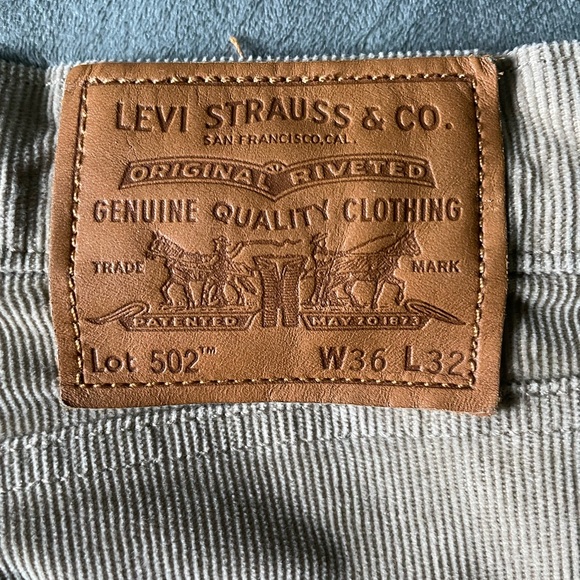 LEVI STRAUSS & CO.
SAN FRANCISCO, CAL.
ORIGINAL RIVETED
GENUINE QUALITY CLOTHING
TRADE MARK
PATENTED MAY 20 1873
Lot 502™ W36 L32